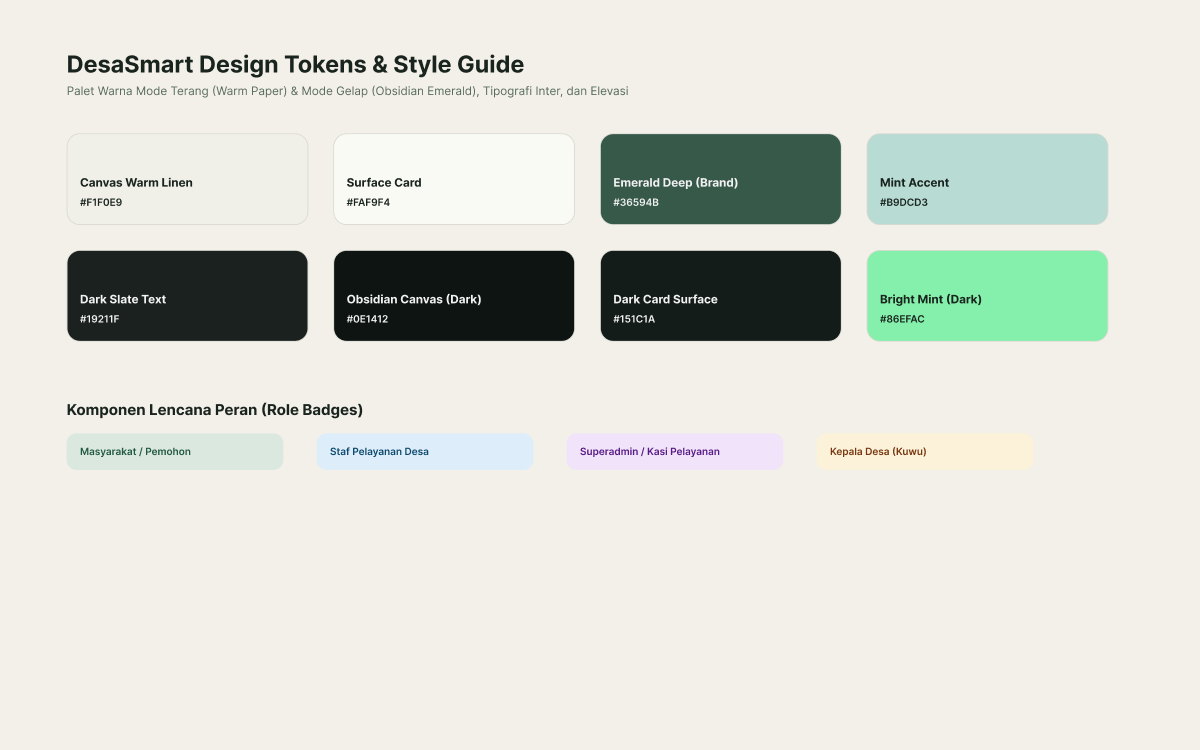 DesaSmart Design Tokens & Style Guide
Palet Warna Mode Terang (Warm Paper) & Mode Gelap (Obsidian Emerald), Tipografi Inter, dan Elevasi
Canvas Warm Linen
#F1F0E9
Surface Card
#FAF9F4
Emerald Deep (Brand)
#36594B
Mint Accent
#B9DCD3
Dark Slate Text
#19211F
Obsidian Canvas (Dark)
#0E1412
Dark Card Surface
#151C1A
Bright Mint (Dark)
#86EFAC
Komponen Lencana Peran (Role Badges)
Masyarakat / Pemohon
Staf Pelayanan Desa
Superadmin / Kasi Pelayanan
Kepala Desa (Kuwu)